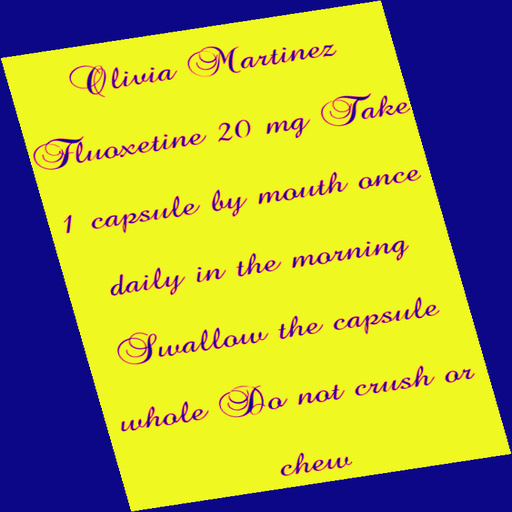 Olivia Martinez
Fluoxetine 20 mg Take
1 capsule by mouth once
daily in the morning
Swallow the capsule
whole Do not crush or
chew